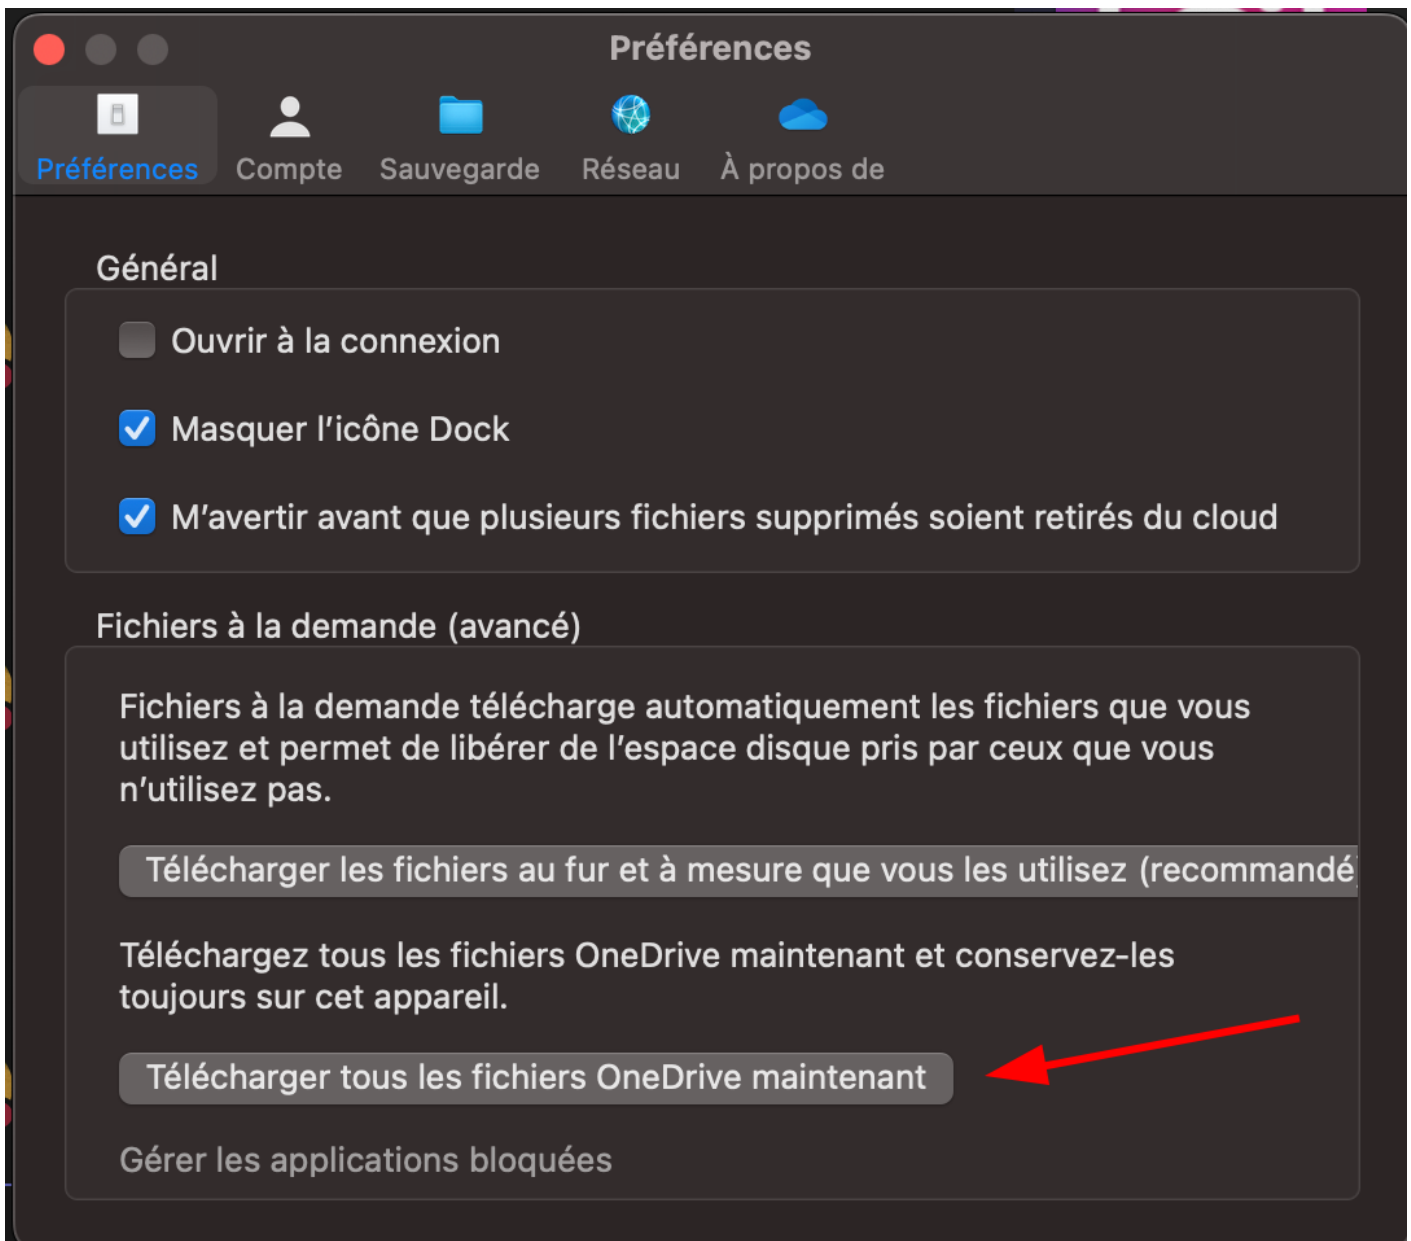 Préférences
Préférences
Compte
Sauvegarde
Réseau
À propos de
Général
Ouvrir à la connexion
Masquer l’icône Dock
M’avertir avant que plusieurs fichiers supprimés soient retirés du cloud
Fichiers à la demande (avancé)
Fichiers à la demande télécharge automatiquement les fichiers que vous
utilisez et permet de libérer de l’espace disque pris par ceux que vous
n’utilisez pas.
Télécharger les fichiers au fur et à mesure que vous les utilisez (recommandé)
Téléchargez tous les fichiers OneDrive maintenant et conservez-les
toujours sur cet appareil.
Télécharger tous les fichiers OneDrive maintenant
Gérer les applications bloquées